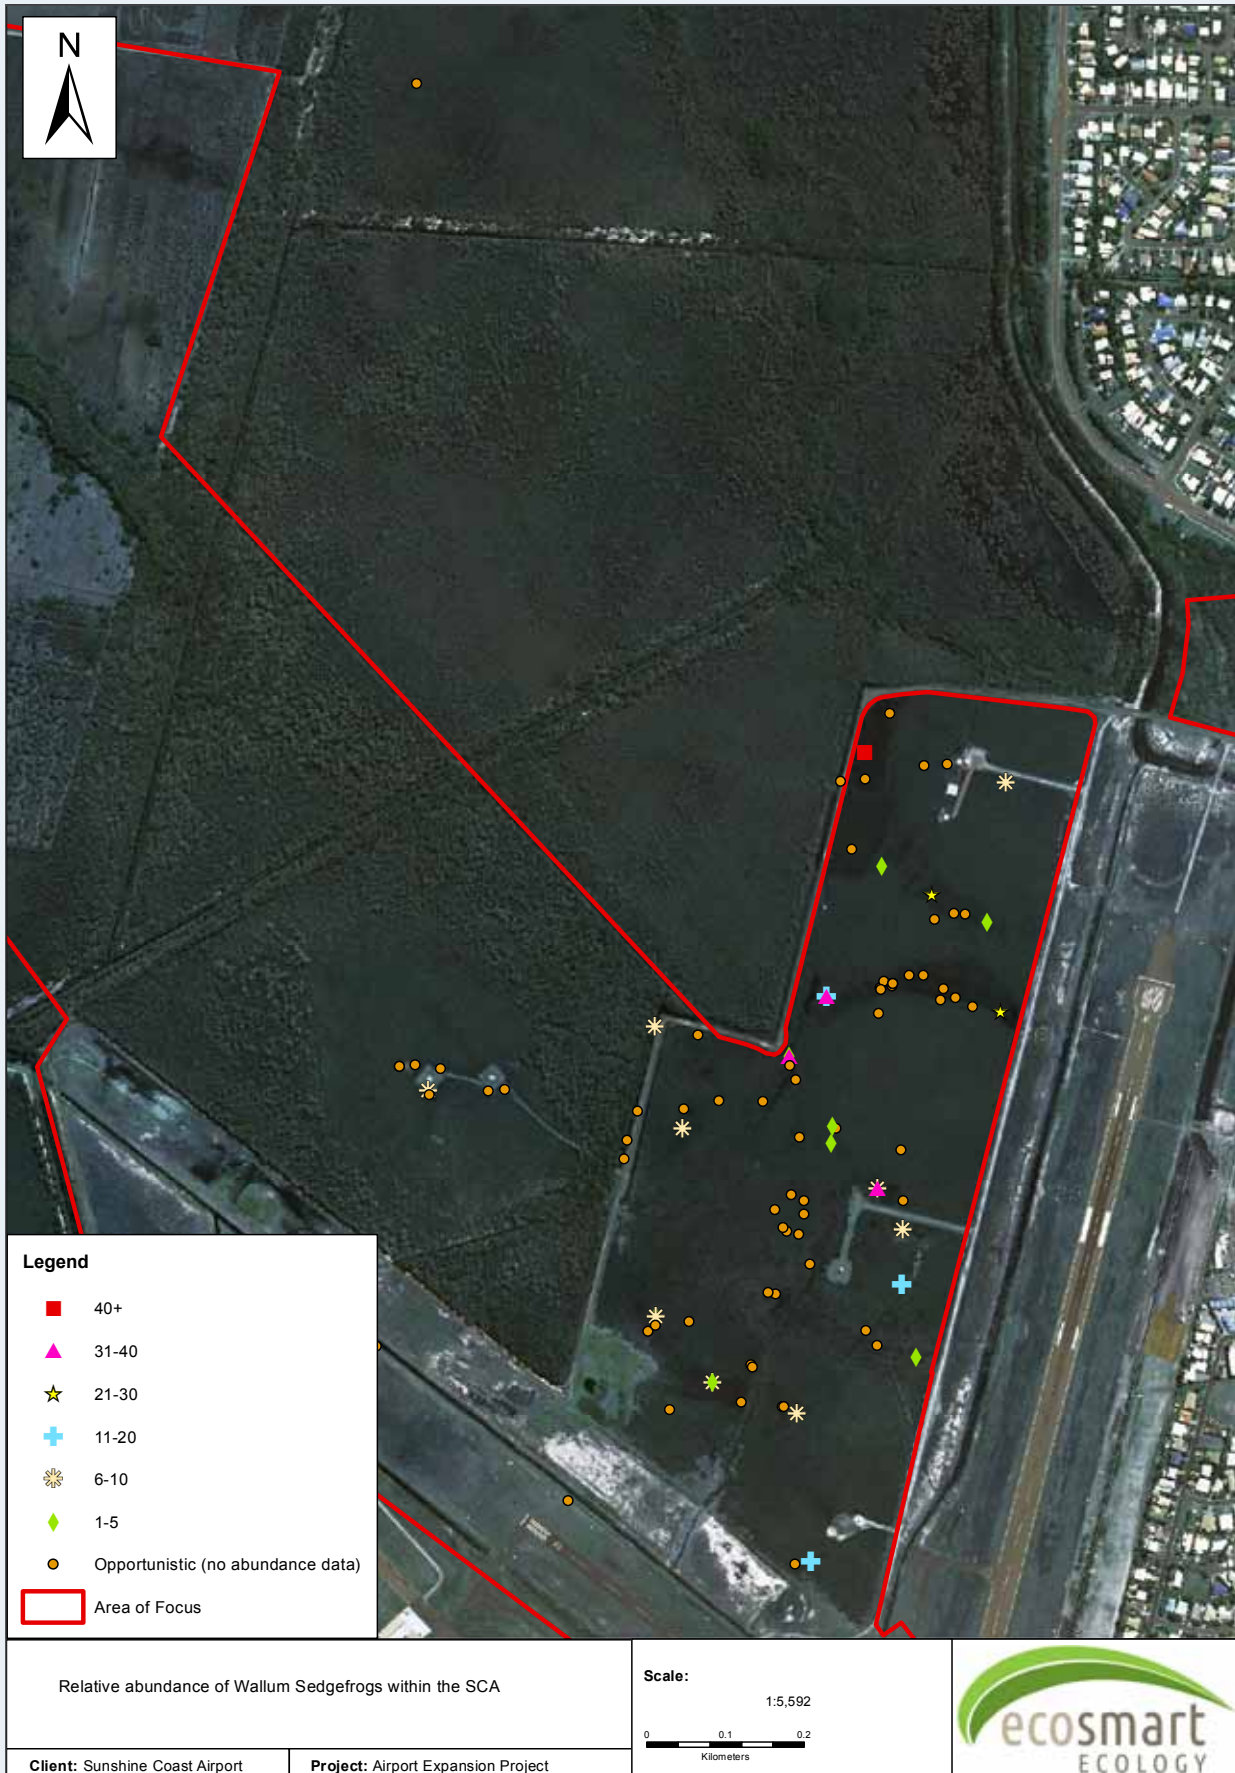 N
Legend
40+
31-40
21-30
11-20
6-10
1-5
Opportunistic (no abundance data)
Area of Focus
Relative abundance of Wallum Sedgefrogs within the SCA
Client: Sunshine Coast Airport
Project: Airport Expansion Project
Scale:
1:5,592
0 0.1 0.2
Kilometers
ecosmart
ECOLOGY